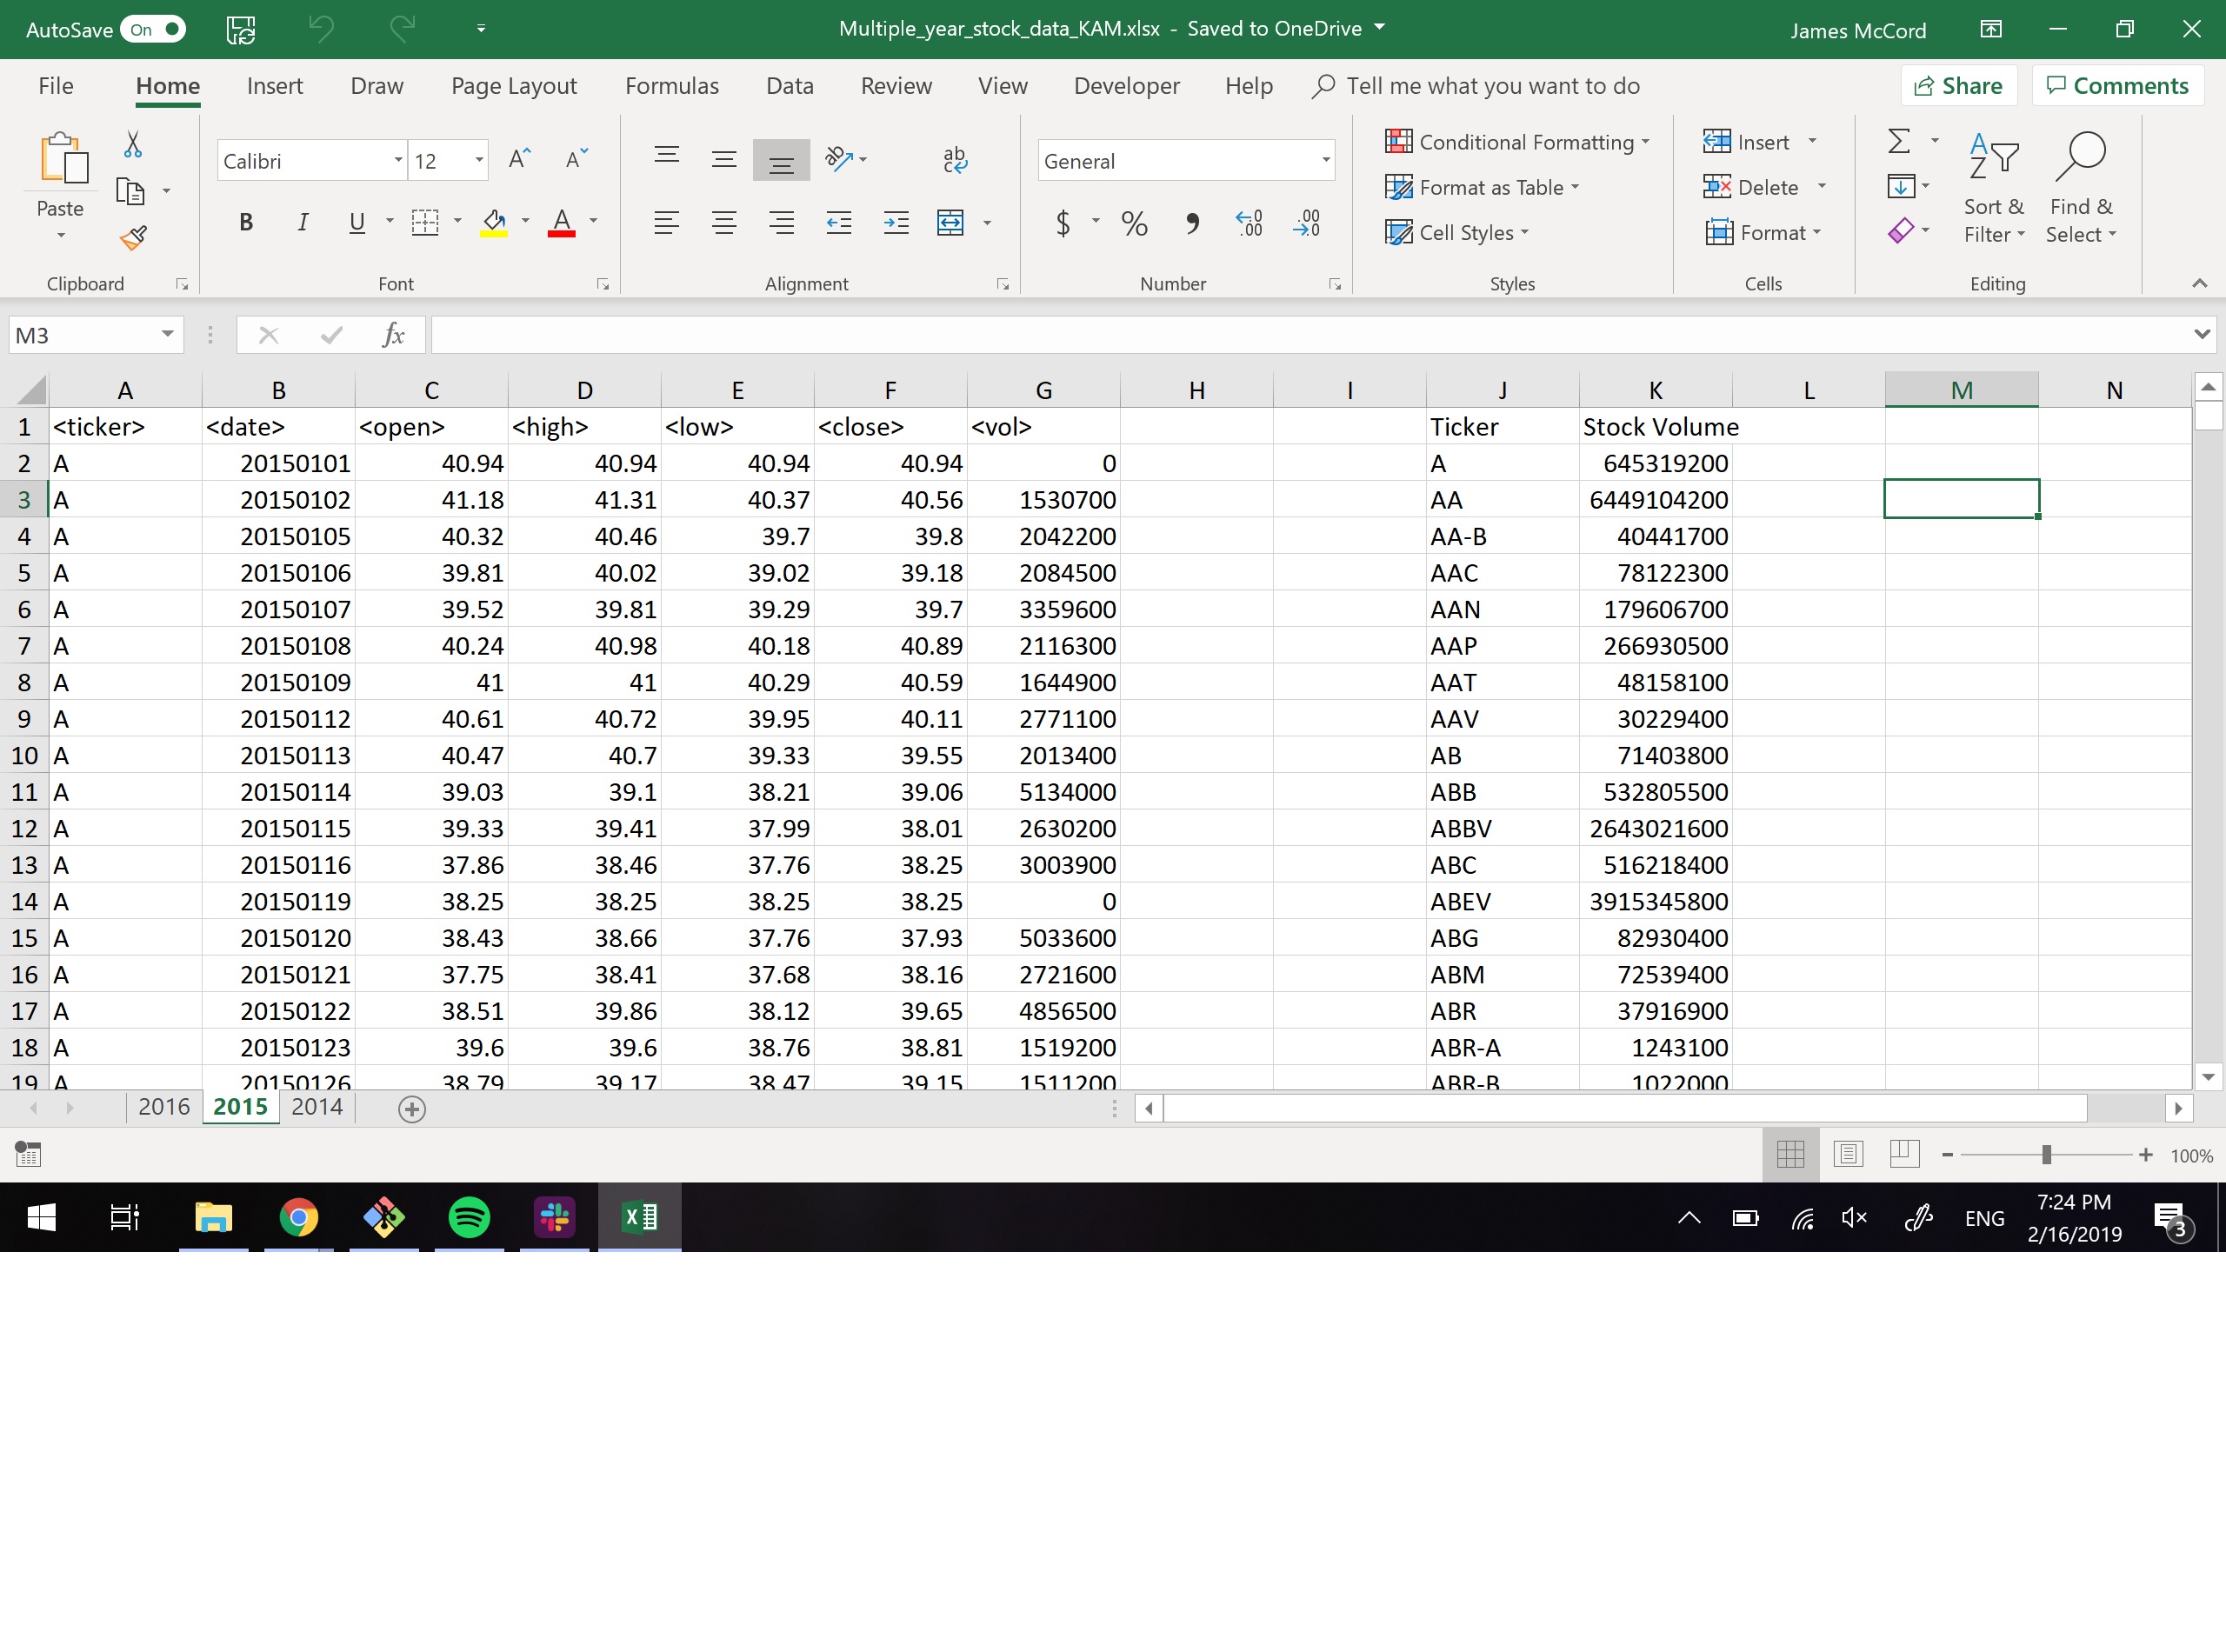 AutoSave On Multiple_year_stock_data_KAM.xlsx - Saved to OneDrive James McCord
File Home Insert Draw Page Layout Formulas Data Review View Developer Help Tell me what you want to do Share Comments
Paste Calibri 12 General Conditional Formatting Format as Table Cell Styles Insert Delete Format Sort & Filter Find & Select
Clipboard Font Alignment Number Styles Cells Editing
M3 fx
A B C D E F G H I J K L M N
1 <ticker> <date> <open> <high> <low> <close> <vol> Ticker Stock Volume
2 A 20150101 40.94 40.94 40.94 40.94 0 A 645319200
3 A 20150102 41.18 41.31 40.37 40.56 1530700 AA 6449104200
4 A 20150105 40.32 40.46 39.7 39.8 2042200 AA-B 40441700
5 A 20150106 39.81 40.02 39.02 39.18 2084500 AAC 78122300
6 A 20150107 39.52 39.81 39.29 39.7 3359600 AAN 179606700
7 A 20150108 40.24 40.98 40.18 40.89 2116300 AAP 266930500
8 A 20150109 41 41 40.29 40.59 1644900 AAT 48158100
9 A 20150112 40.61 40.72 39.95 40.11 2771100 AAV 30229400
10 A 20150113 40.47 40.7 39.33 39.55 2013400 AB 71403800
11 A 20150114 39.03 39.1 38.21 39.06 5134000 ABB 532805500
12 A 20150115 39.33 39.41 37.99 38.01 2630200 ABBV 2643021600
13 A 20150116 37.86 38.46 37.76 38.25 3003900 ABC 516218400
14 A 20150119 38.25 38.25 38.25 38.25 0 ABEV 3915345800
15 A 20150120 38.43 38.66 37.76 37.93 5033600 ABG 82930400
16 A 20150121 37.75 38.41 37.68 38.16 2721600 ABM 72539400
17 A 20150122 38.51 39.86 38.12 39.65 4856500 ABR 37916900
18 A 20150123 39.6 39.6 38.76 38.81 1519200 ABR-A 1243100
19 A 20150126 38.79 39.17 38.47 39.15 1511200 ABR-B 1022000
2016 2015 2014
100%
ENG 7:24 PM
2/16/2019 3